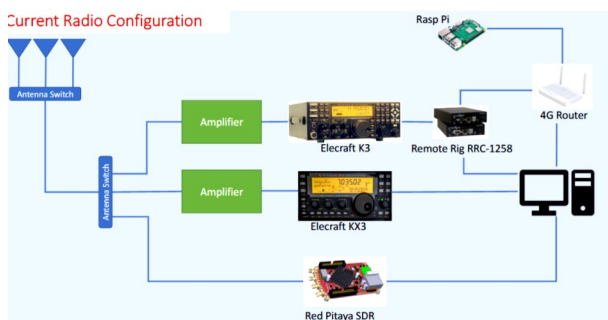 Current Radio Configuration
Rasp Pi
Antenna Switch
4G Router
Amplifier
Elecraft K3
Remote Rig RRC-1258
Antenna Switch
Amplifier
Elecraft KX3
Red Pitaya SDR